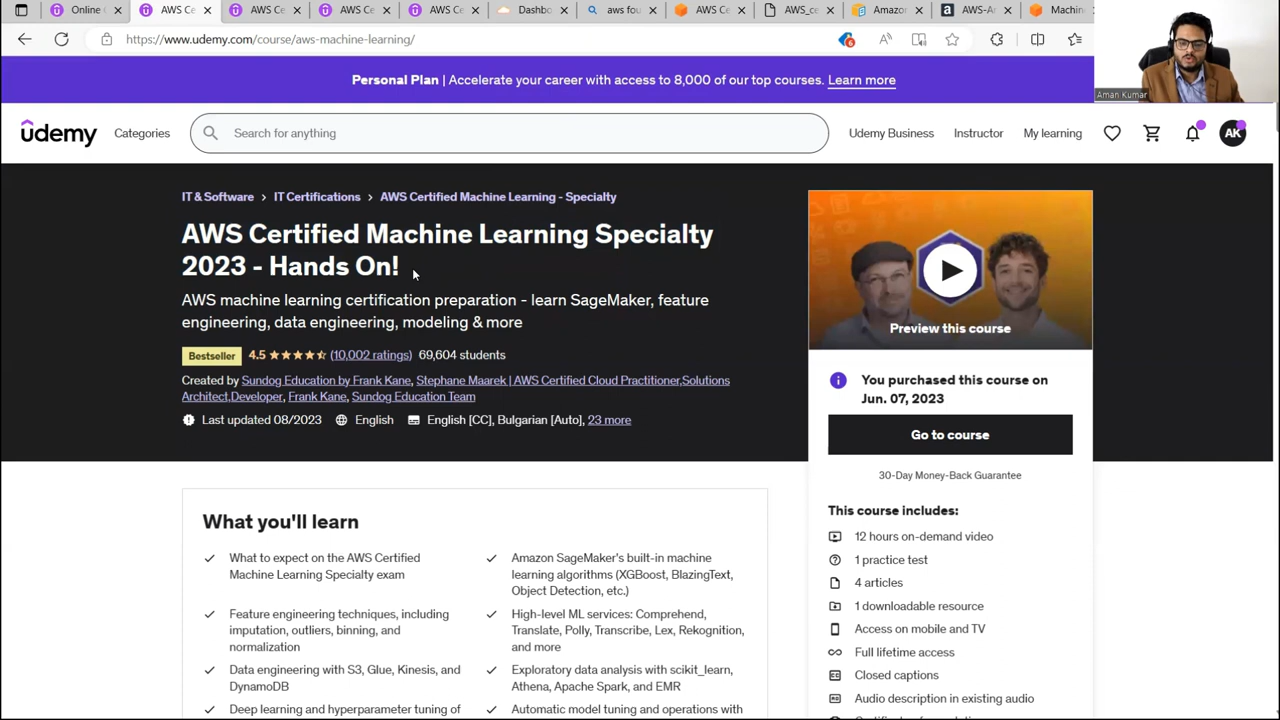 Online C
AWS Ce
AWS Ce
AWS Ce
AWS Ce
Dashbo
aws fou
AWS Ce
AWS_ce
Amazon
AWS-An
Machin
https://www.udemy.com/course/aws-machine-learning/
6
Aman Kumar
Personal Plan | Accelerate your career with access to 8,000 of our top courses. Learn more
udemy
Categories
Search for anything
Udemy Business
Instructor
My learning
AK
IT & Software > IT Certifications > AWS Certified Machine Learning - Specialty
AWS Certified Machine Learning Specialty
2023 - Hands On!
AWS machine learning certification preparation - learn SageMaker, feature
engineering, data engineering, modeling & more
Bestseller 4.5 (10,002 ratings) 69,604 students
Created by Sundog Education by Frank Kane, Stephane Maarek | AWS Certified Cloud Practitioner,Solutions
Architect,Developer, Frank Kane, Sundog Education Team
Last updated 08/2023 English English [CC], Bulgarian [Auto], 23 more
Preview this course
You purchased this course on
Jun. 07, 2023
Go to course
30-Day Money-Back Guarantee
This course includes:
12 hours on-demand video
1 practice test
4 articles
1 downloadable resource
Access on mobile and TV
Full lifetime access
Closed captions
Audio description in existing audio
What you'll learn
What to expect on the AWS Certified
Machine Learning Specialty exam
Amazon SageMaker's built-in machine
learning algorithms (XGBoost, BlazingText,
Object Detection, etc.)
Feature engineering techniques, including
imputation, outliers, binning, and
normalization
High-level ML services: Comprehend,
Translate, Polly, Transcribe, Lex, Rekognition,
and more
Data engineering with S3, Glue, Kinesis, and
DynamoDB
Exploratory data analysis with scikit_learn,
Athena, Apache Spark, and EMR
Deep learning and hyperparameter tuning of
Automatic model tuning and operations with